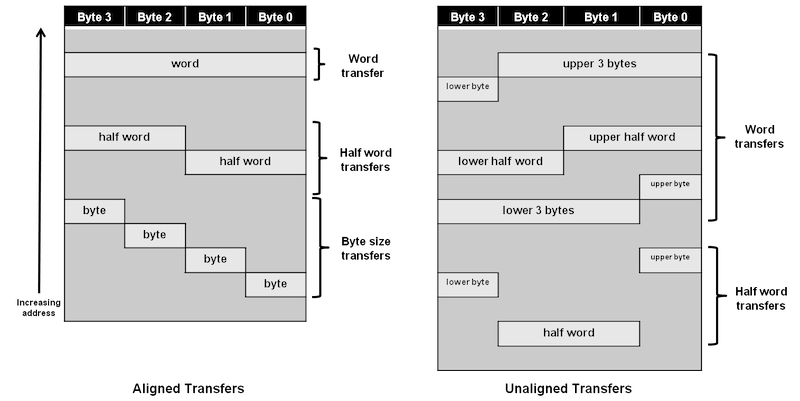 Byte 3 Byte 2 Byte 1 Byte 0
word
Word
transfer
half word
half word
Half word
transfers
byte
byte
byte
byte
Byte size
transfers
Increasing
address
Aligned Transfers
Byte 3 Byte 2 Byte 1 Byte 0
upper 3 bytes
lower byte
upper half word
lower half word
upper byte
lower 3 bytes
Word
transfers
upper byte
lower byte
half word
Half word
transfers
Unaligned Transfers